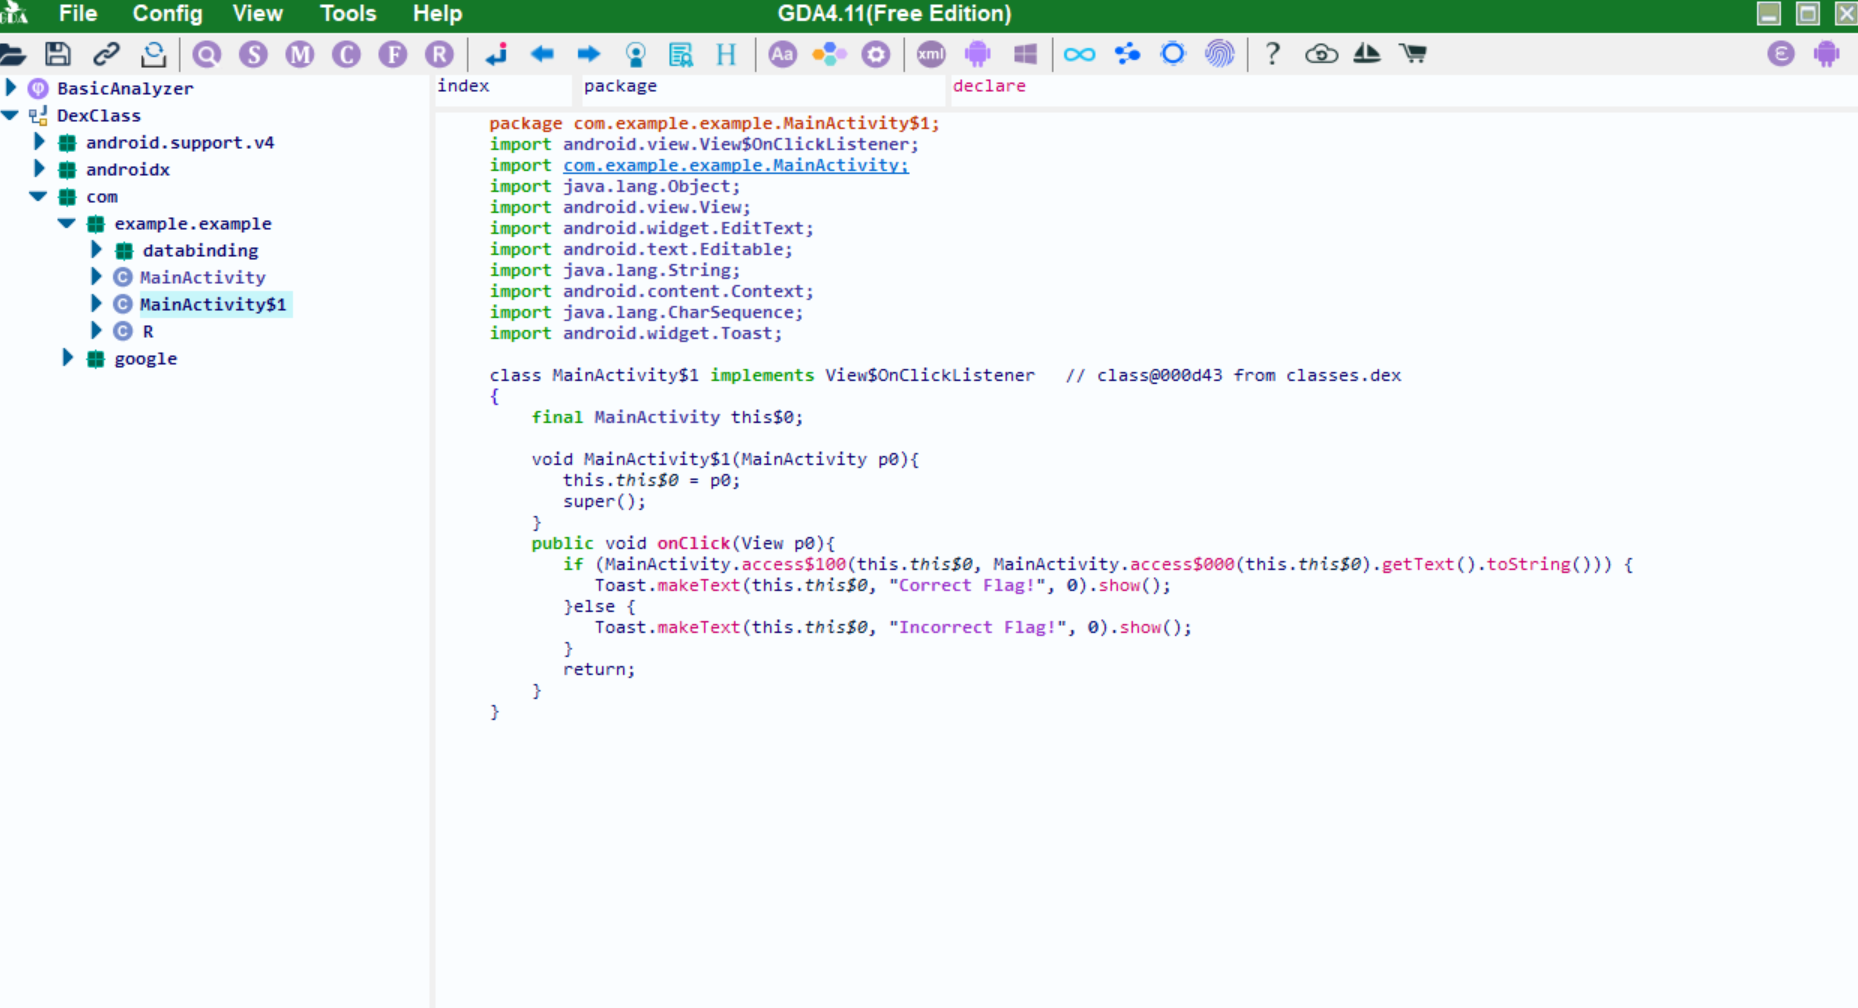 GDA
File Config View Tools Help
GDA4.11(Free Edition)
Q S M C F R H Aa xml ?
BasicAnalyzer
DexClass
android.support.v4
androidx
com
example.example
databinding
C MainActivity
C MainActivity$1
C R
google
index package declare
package com.example.example.MainActivity$1;
import android.view.View$OnClickListener;
import com.example.example.MainActivity;
import java.lang.Object;
import android.view.View;
import android.widget.EditText;
import android.text.Editable;
import java.lang.String;
import android.content.Context;
import java.lang.CharSequence;
import android.widget.Toast;
class MainActivity$1 implements View$OnClickListener // class@000d43 from classes.dex
{
final MainActivity this$0;
void MainActivity$1(MainActivity p0){
this.this$0 = p0;
super();
}
public void onClick(View p0){
if (MainActivity.access$100(this.this$0, MainActivity.access$000(this.this$0).getText().toString())) {
Toast.makeText(this.this$0, "Correct Flag!", 0).show();
}else {
Toast.makeText(this.this$0, "Incorrect Flag!", 0).show();
}
return;
}
}